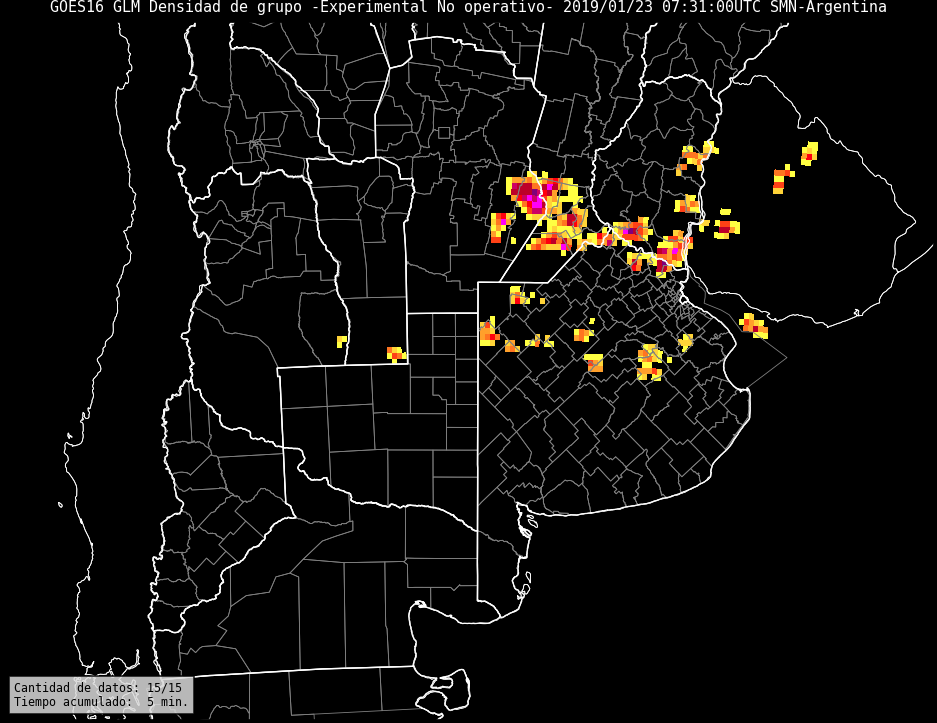 GOES16 GLM Densidad de grupo -Experimental No operativo- 2019/01/23 07:31:00UTC SMN-Argentina
Cantidad de datos: 15/15
Tiempo acumulado:  5 min.